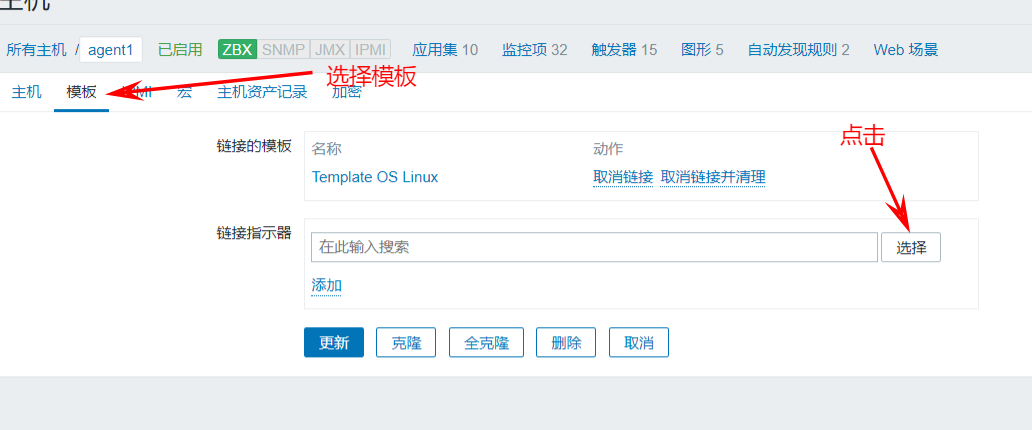 主机
所有主机 / agent1 已启用 ZBX SNMP JMX IPMI 应用集 10 监控项 32 触发器 15 图形 5 自动发现规则 2 Web 场景
选择模板
主机 模板 IPMI 宏 主机资产记录 加密
点击
链接的模板 名称 动作
Template OS Linux 取消链接 取消链接并清理
链接指示器
在此输入搜索 选择
添加
更新 克隆 全克隆 删除 取消